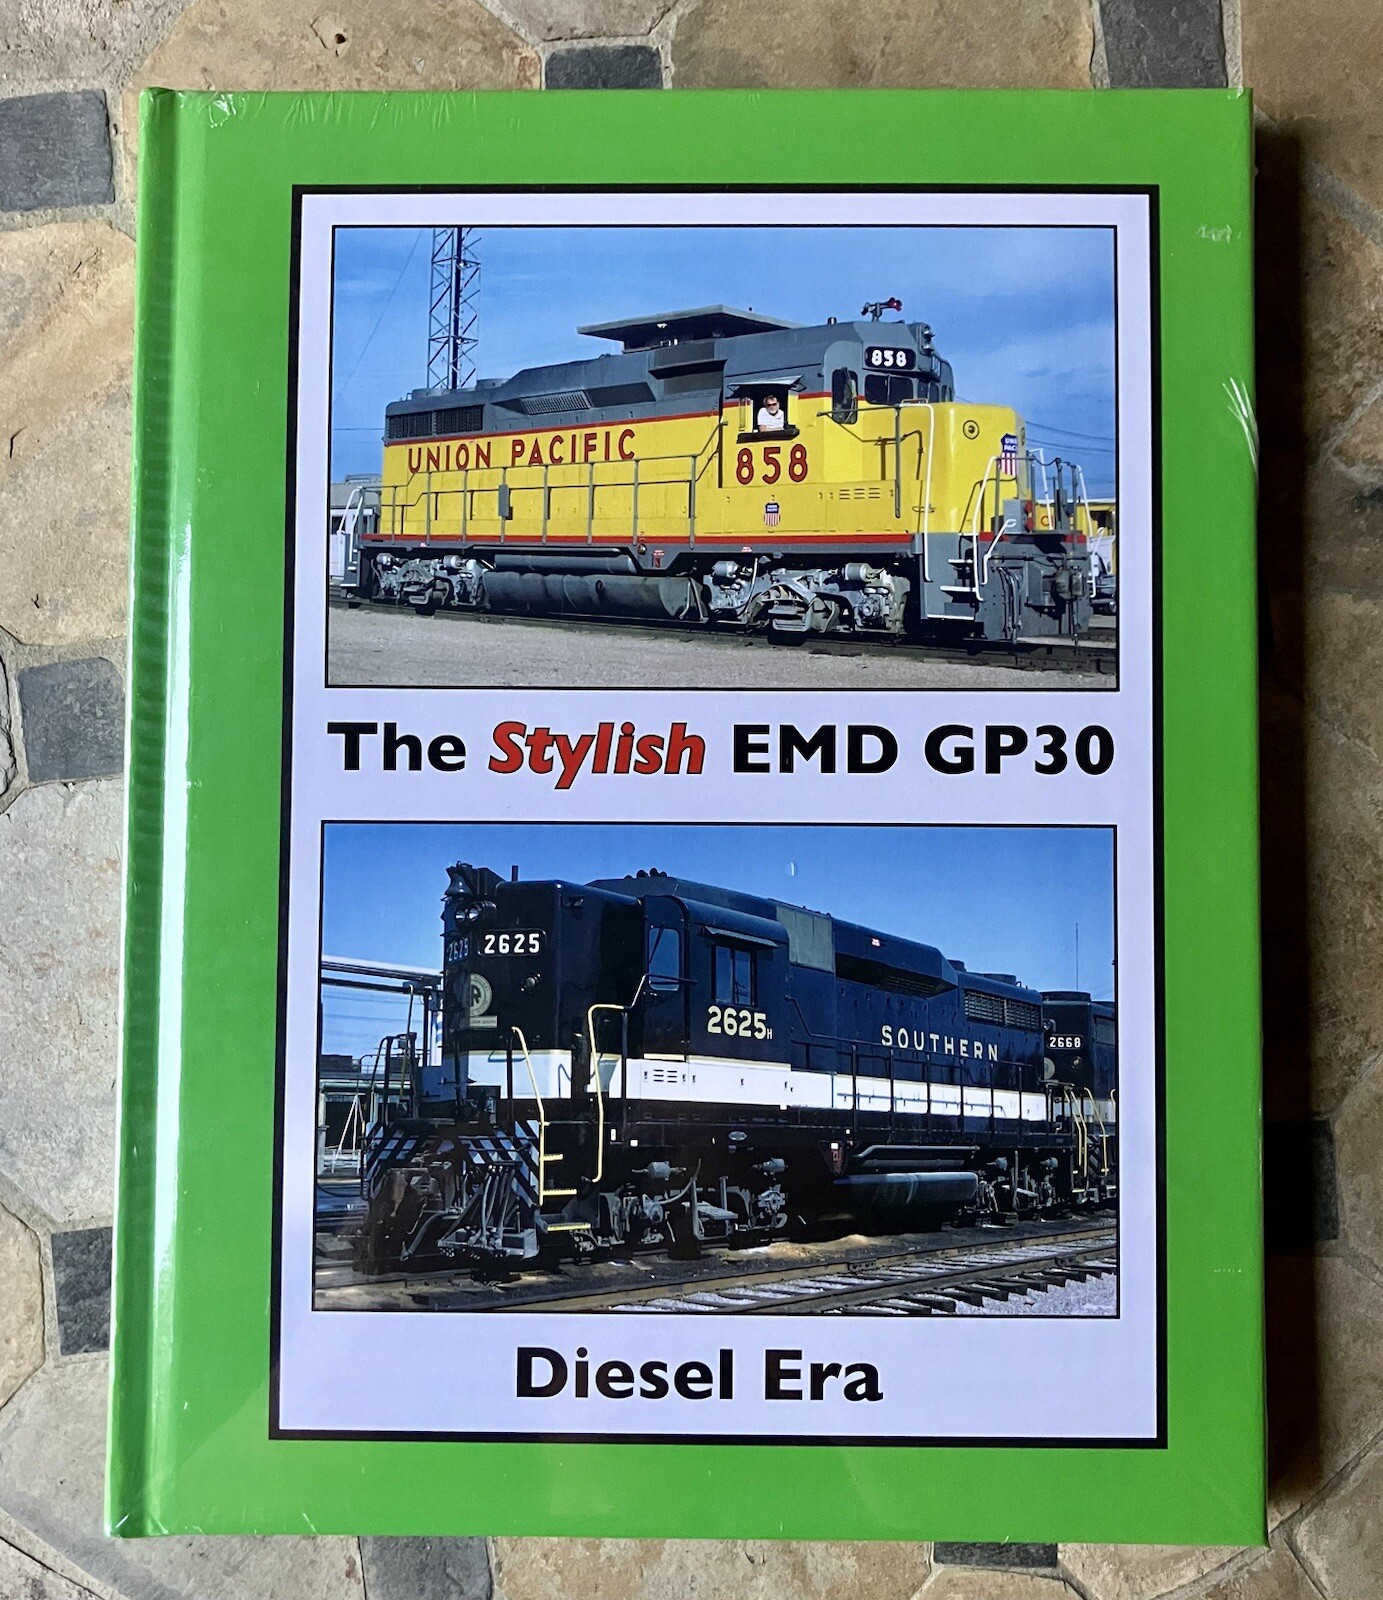 858
UNION PACIFIC
858
The Stylish EMD GP30
2625
2625
2625H
SOUTHERN
2668
Diesel Era